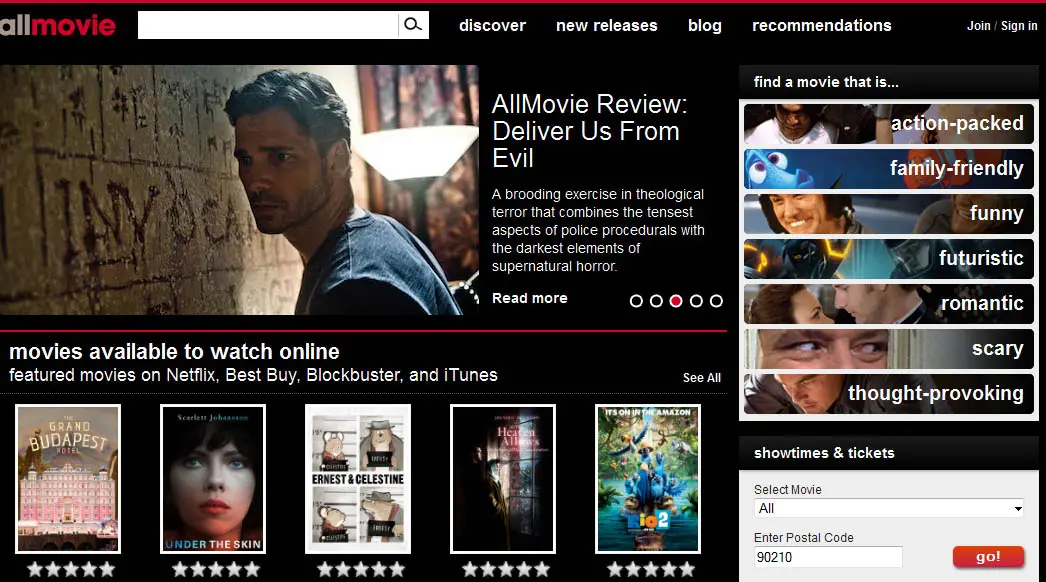 allmovie
discover
new releases
blog
recommendations
Join / Sign in
AllMovie Review:
Deliver Us From
Evil
A brooding exercise in theological
terror that combines the tensest
aspects of police procedurals with
the darkest elements of
supernatural horror.
Read more
find a movie that is...
action-packed
family-friendly
funny
futuristic
romantic
scary
thought-provoking
movies available to watch online
featured movies on Netflix, Best Buy, Blockbuster, and iTunes
See All
THE
GRAND
BUDAPEST
HOTEL
Scarlett Johansson
UNDER THE SKIN
ERNEST & CELESTINE
Heaven
Allows
IT'S ON IN THE AMAZON
RIO2
showtimes & tickets
Select Movie
All
Enter Postal Code
90210
go!